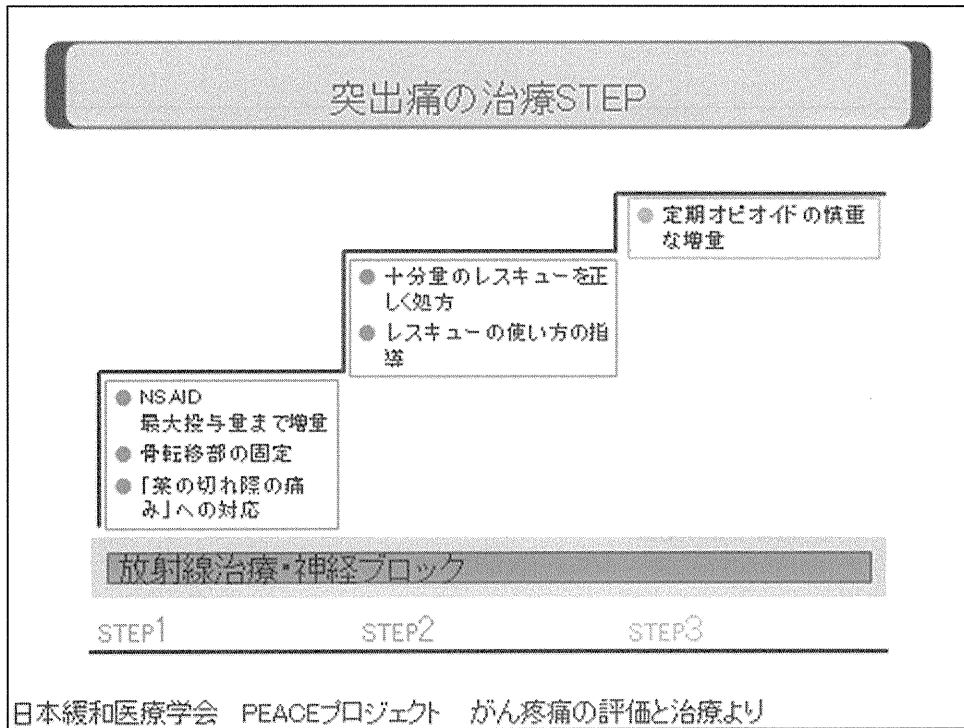 突出痛の治療STEP
定期オピオイドの慎重
な増量
十分量のレスキューを正
しく処方
レスキューの使い方の指
導
NSAID
最大投与量まで増量
骨転移部の固定
「薬の切れ際の痛
み」への対応
放射線治療・神経ブロック
STEP1
STEP2
STEP3
日本緩和医療学会 PEACEプロジェクト がん疼痛の評価と治療より